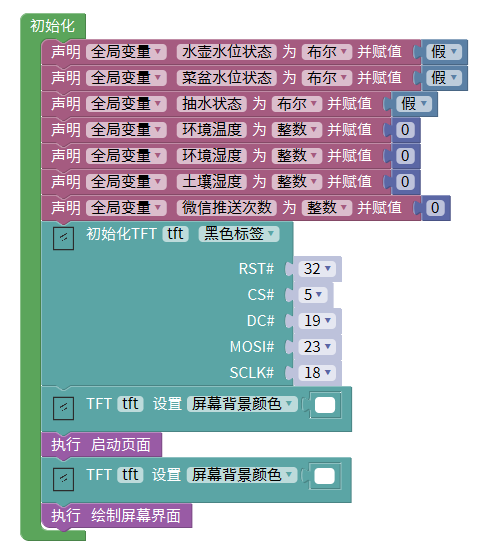 初始化
声明 全局变量 水壶水位状态 为 布尔 并赋值 假
声明 全局变量 菜盆水位状态 为 布尔 并赋值 假
声明 全局变量 抽水状态 为 布尔 并赋值 假
声明 全局变量 环境温度 为 整数 并赋值 0
声明 全局变量 环境湿度 为 整数 并赋值 0
声明 全局变量 土壤湿度 为 整数 并赋值 0
声明 全局变量 微信推送次数 为 整数 并赋值 0
初始化TFT tft 黑色标签
RST# 32
CS# 5
DC# 19
MOSI# 23
SCLK# 18
TFT tft 设置 屏幕背景颜色
执行 启动页面
TFT tft 设置 屏幕背景颜色
执行 绘制屏幕界面